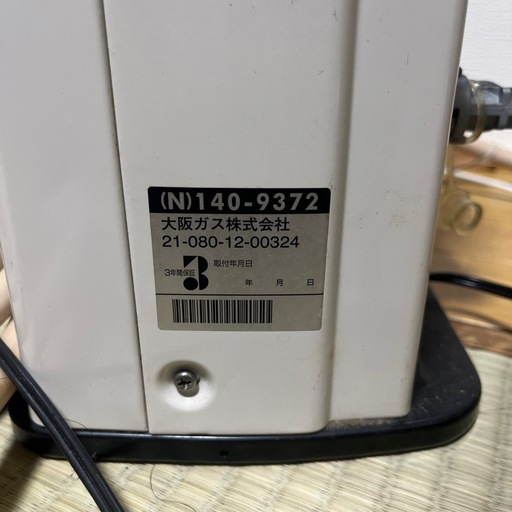 (N)140-9372
大阪ガス株式会社
21-080-12-00324
3年間保証
3
取付年月日
年 月 日